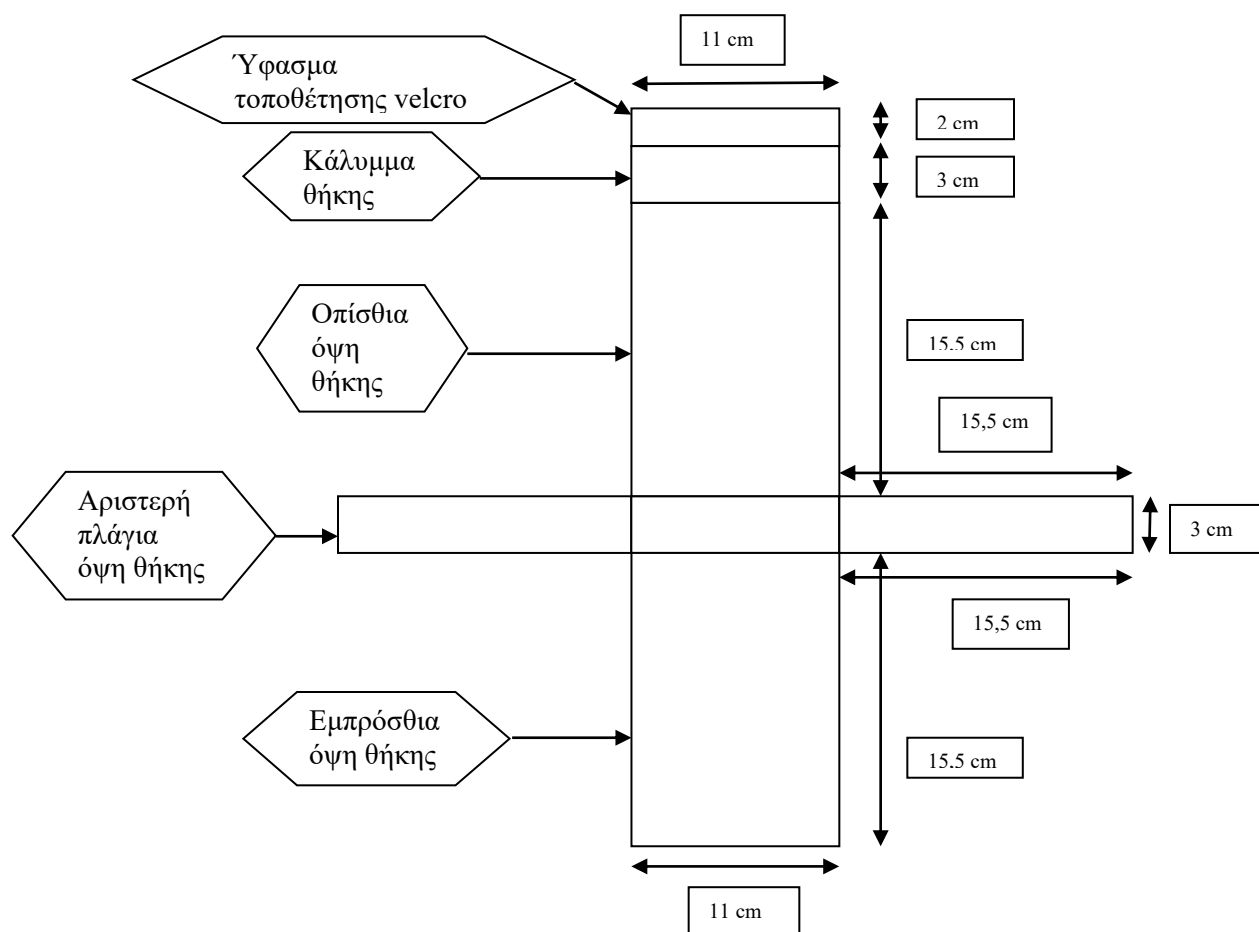 11 cm
Ύφασμα
τοποθέτησης velcro
2 cm
Κάλυμμα
θήκης
3 cm
Οπίσθια
όψη
θήκης
15.5 cm
15,5 cm
Αριστερή
πλάγια
όψη θήκης
3 cm
15,5 cm
Εμπρόσθια
όψη θήκης
15.5 cm
11 cm